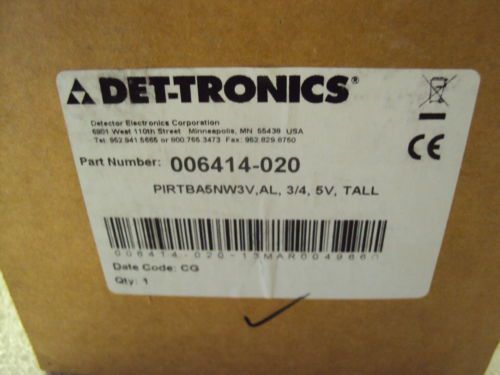 DET-TRONICS®
Detector Electronics Corporation
6901 West 110th Street Minneapolis, MN 55438 USA
Tel: 952.941.5665 or 800.765.3473 Fax: 952.829.8750
Part Number: 006414-020
PIRTBA5NW3V,AL, 3/4, 5V, TALL
Date Code: CG
Qty: 1